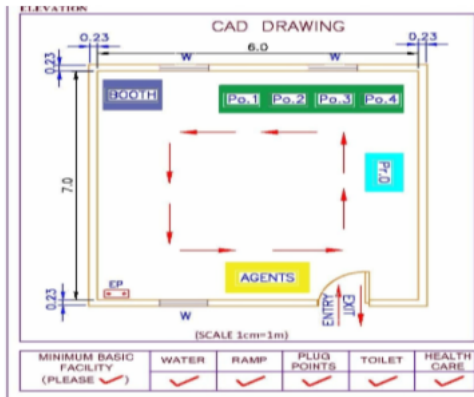 ELEVATION
CAD DRAWING
0.23 6.0 0.23
W W
0.23
BOOTH Po.1 Po.2 Po.3 Po.4
Pr.O
7.0
EP AGENTS
0.23
W ENTRY EXIT
(SCALE 1cm=1m)
MINIMUM BASIC FACILITY (PLEASE ✓) WATER RAMP PLUG POINTS TOILET HEALTH CARE
✓ ✓ ✓ ✓ ✓